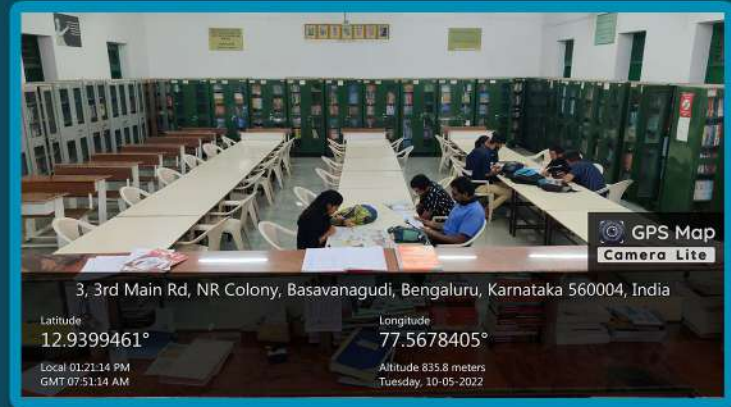 GPS Map
Camera Lite
3, 3rd Main Rd, NR Colony, Basavanagudi, Bengaluru, Karnataka 560004, India
Latitude
12.9399461°
Longitude
77.5678405°
Local 01:21:14 PM
GMT 07:51:14 AM
Altitude 835.8 meters
Tuesday, 10-05-2022